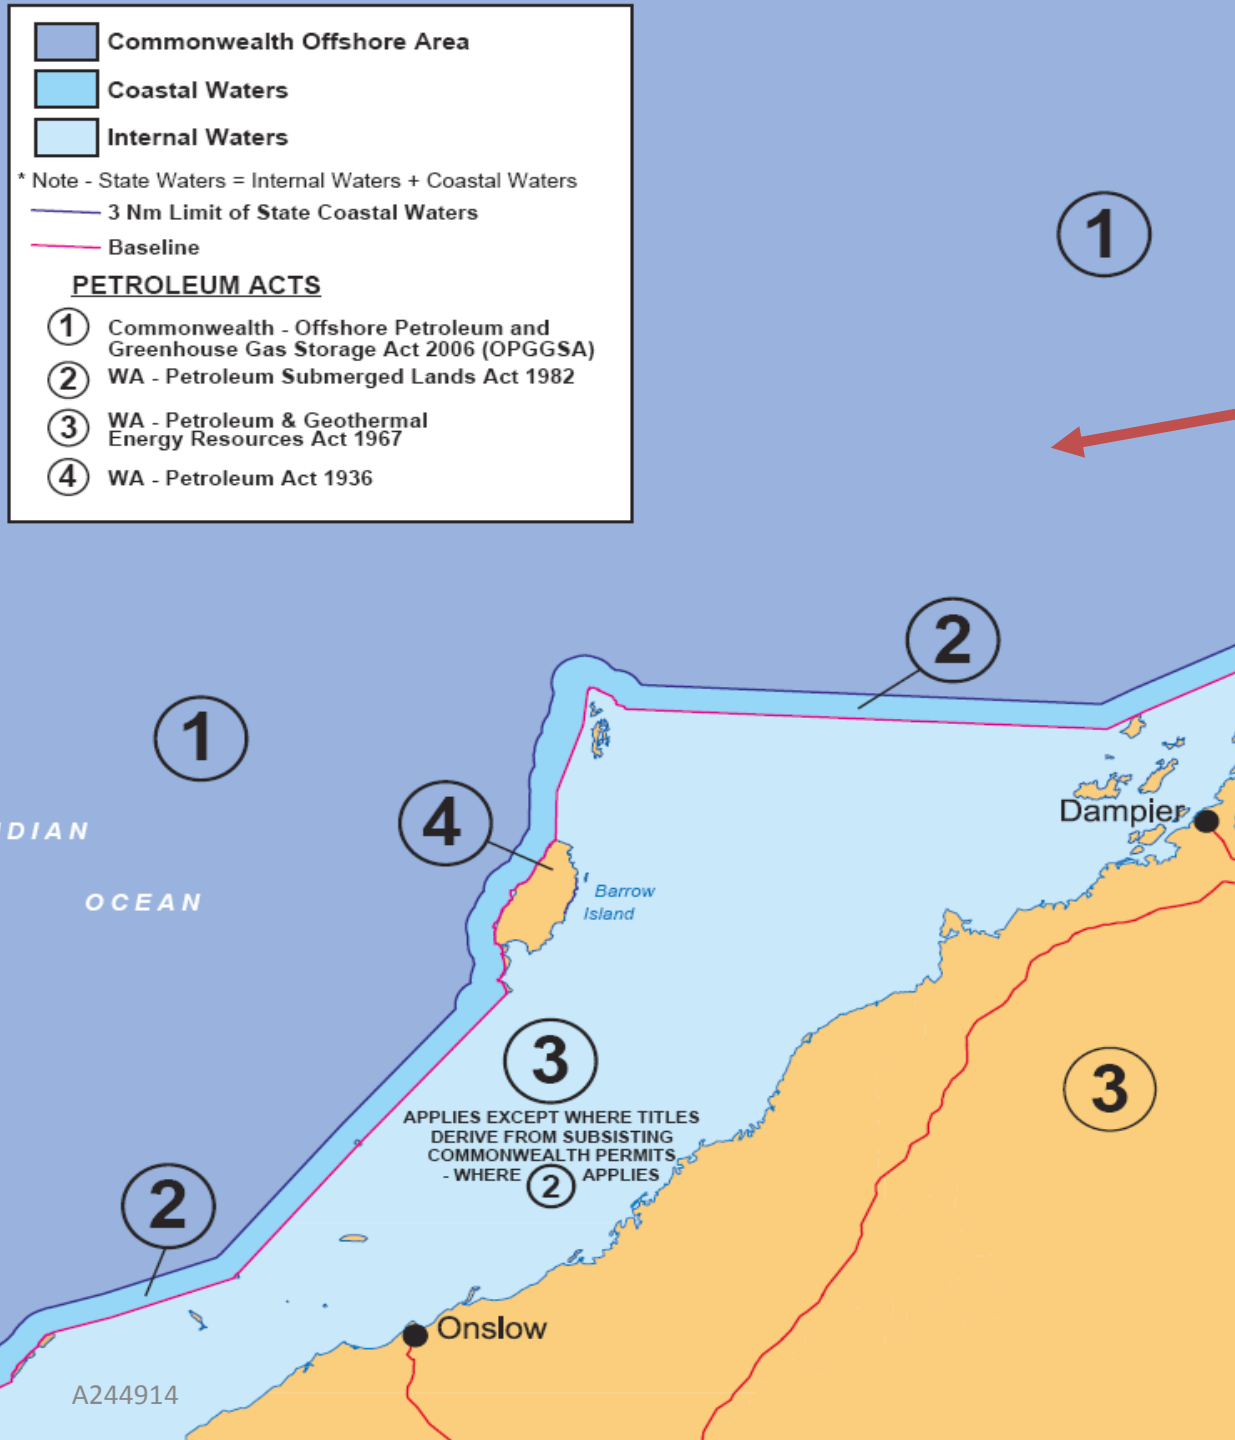 Commonwealth Offshore Area
Coastal Waters
Internal Waters
* Note - State Waters = Internal Waters + Coastal Waters
3 Nm Limit of State Coastal Waters
Baseline
PETROLEUM ACTS
1 Commonwealth - Offshore Petroleum and
Greenhouse Gas Storage Act 2006 (OPGGSA)
2 WA - Petroleum Submerged Lands Act 1982
3 WA - Petroleum & Geothermal
Energy Resources Act 1967
4 WA - Petroleum Act 1936
1
2
1
4
Dampier
DIAN
OCEAN
Barrow
Island
3
APPLIES EXCEPT WHERE TITLES
DERIVE FROM SUBSISTING
COMMONWEALTH PERMITS
- WHERE 2 APPLIES
3
2
Onslow
A244914